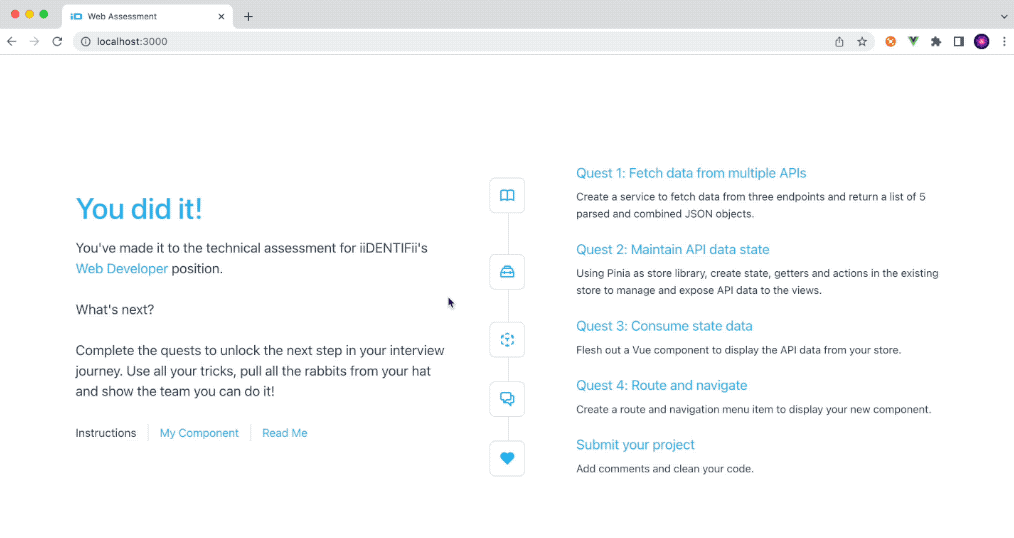 Web Assessment
localhost:3000
You did it!
You've made it to the technical assessment for iiDENTIFii's
Web Developer position.
What's next?
Complete the quests to unlock the next step in your interview
journey. Use all your tricks, pull all the rabbits from your hat
and show the team you can do it!
Instructions
My Component
Read Me
Quest 1: Fetch data from multiple APIs
Create a service to fetch data from three endpoints and return a list of 5
parsed and combined JSON objects.
Quest 2: Maintain API data state
Using Pinia as store library, create state, getters and actions in the existing
store to manage and expose API data to the views.
Quest 3: Consume state data
Flesh out a Vue component to display the API data from your store.
Quest 4: Route and navigate
Create a route and navigation menu item to display your new component.
Submit your project
Add comments and clean your code.